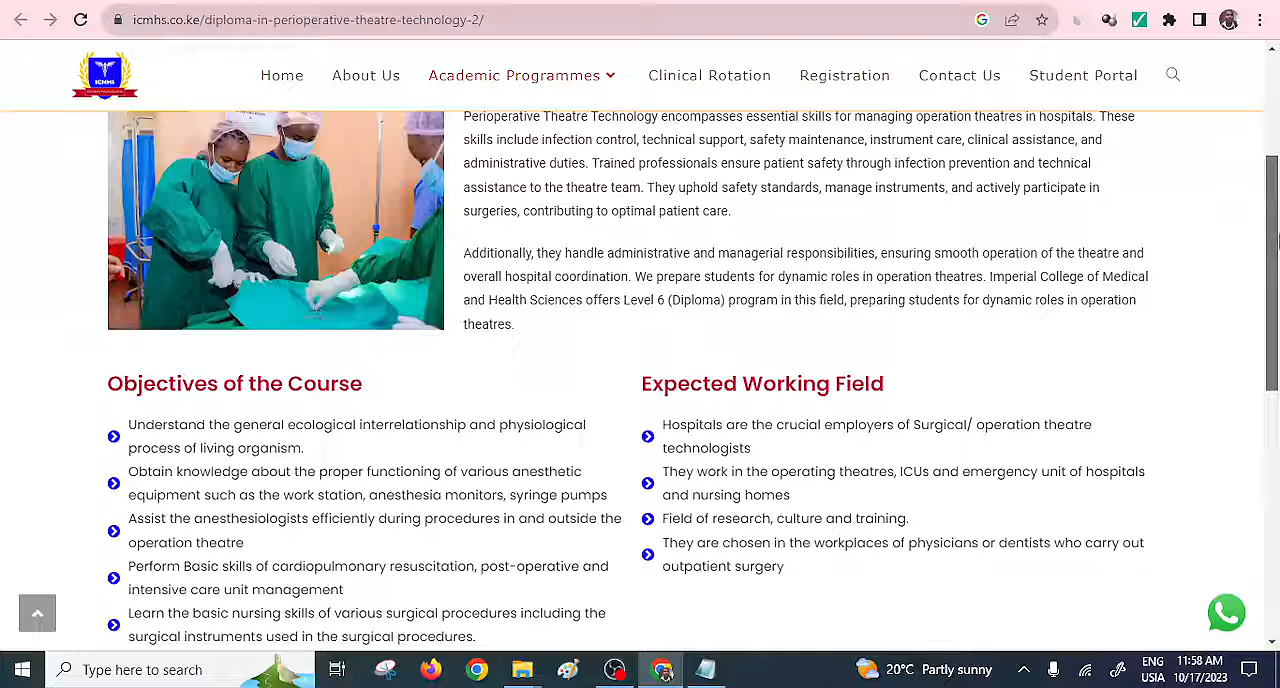 icmhs.co.ke/diploma-in-perioperative-theatre-technology-2/
ICMHS
Home About Us Academic Programmes Clinical Rotation Registration Contact Us Student Portal
Perioperative Theatre Technology encompasses essential skills for managing operation theatres in hospitals. These
skills include infection control, technical support, safety maintenance, instrument care, clinical assistance, and
administrative duties. Trained professionals ensure patient safety through infection prevention and technical
assistance to the theatre team. They uphold safety standards, manage instruments, and actively participate in
surgeries, contributing to optimal patient care.
Additionally, they handle administrative and managerial responsibilities, ensuring smooth operation of the theatre and
overall hospital coordination. We prepare students for dynamic roles in operation theatres. Imperial College of Medical
and Health Sciences offers Level 6 (Diploma) program in this field, preparing students for dynamic roles in operation
theatres.
Objectives of the Course
Understand the general ecological interrelationship and physiological
process of living organism.
Obtain knowledge about the proper functioning of various anesthetic
equipment such as the work station, anesthesia monitors, syringe pumps
Assist the anesthesiologists efficiently during procedures in and outside the
operation theatre
Perform Basic skills of cardiopulmonary resuscitation, post-operative and
intensive care unit management
Learn the basic nursing skills of various surgical procedures including the
surgical instruments used in the surgical procedures.
Expected Working Field
Hospitals are the crucial employers of Surgical/ operation theatre
technologists
They work in the operating theatres, ICUs and emergency unit of hospitals
and nursing homes
Field of research, culture and training.
They are chosen in the workplaces of physicians or dentists who carry out
outpatient surgery
Type here to search
20°C Partly sunny
ENG
USIA
11:58 AM
10/17/2023